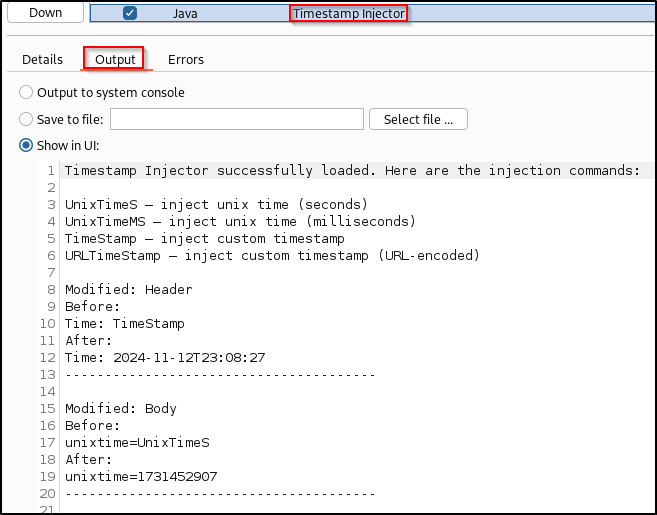 Down Java Timestamp Injector
Details Output Errors
Output to system console
Save to file: Select file ...
Show in UI:
1 Timestamp Injector successfully loaded. Here are the injection commands:
2
3 UnixTimeS – inject unix time (seconds)
4 UnixTimeMS – inject unix time (milliseconds)
5 TimeStamp – inject custom timestamp
6 URLTimeStamp – inject custom timestamp (URL-encoded)
7
8 Modified: Header
9 Before:
10 Time: TimeStamp
11 After:
12 Time: 2024-11-12T23:08:27
13 ---------------------------------------
14
15 Modified: Body
16 Before:
17 unixtime=UnixTimeS
18 After:
19 unixtime=1731452907
20 ---------------------------------------
21